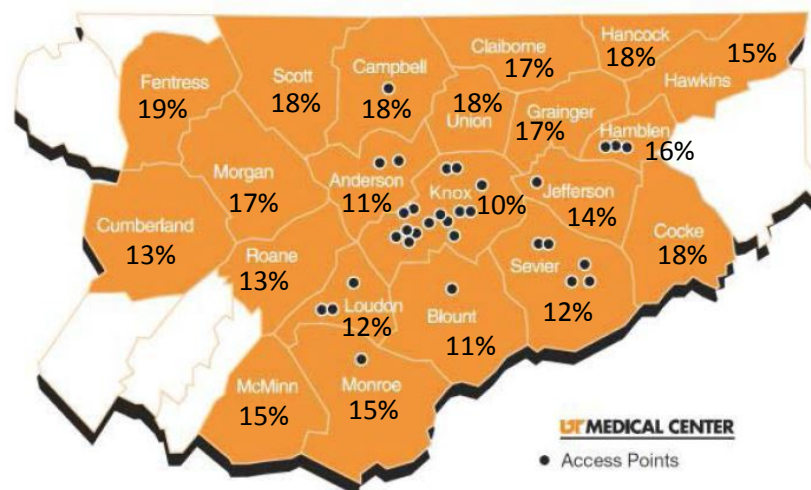 Hancock
18%
15%
Claiborne
17%
Hawkins
Campbell
18%
Scott
18%
Fentress
19%
18%
Union
Grainger
17%
Hamblen
16%
Morgan
17%
Anderson
11%
Knox
10%
Jefferson
14%
Cumberland
13%
Roane
13%
Cocke
18%
Sevier
12%
Loudon
12%
Blount
11%
McMinn
15%
Monroe
15%
UT MEDICAL CENTER
Access Points